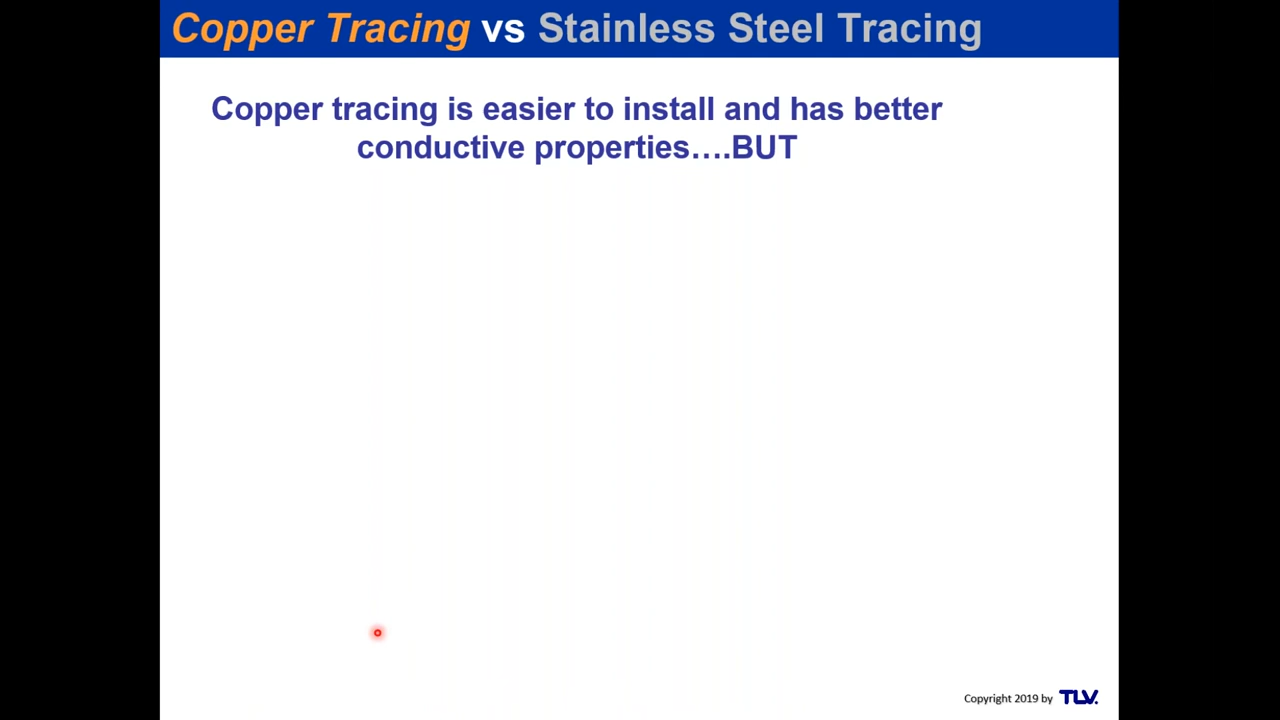 Copper Tracing vs Stainless Steel Tracing
Copper tracing is easier to install and has better
conductive properties….BUT
Copyright 2019 by TLV.